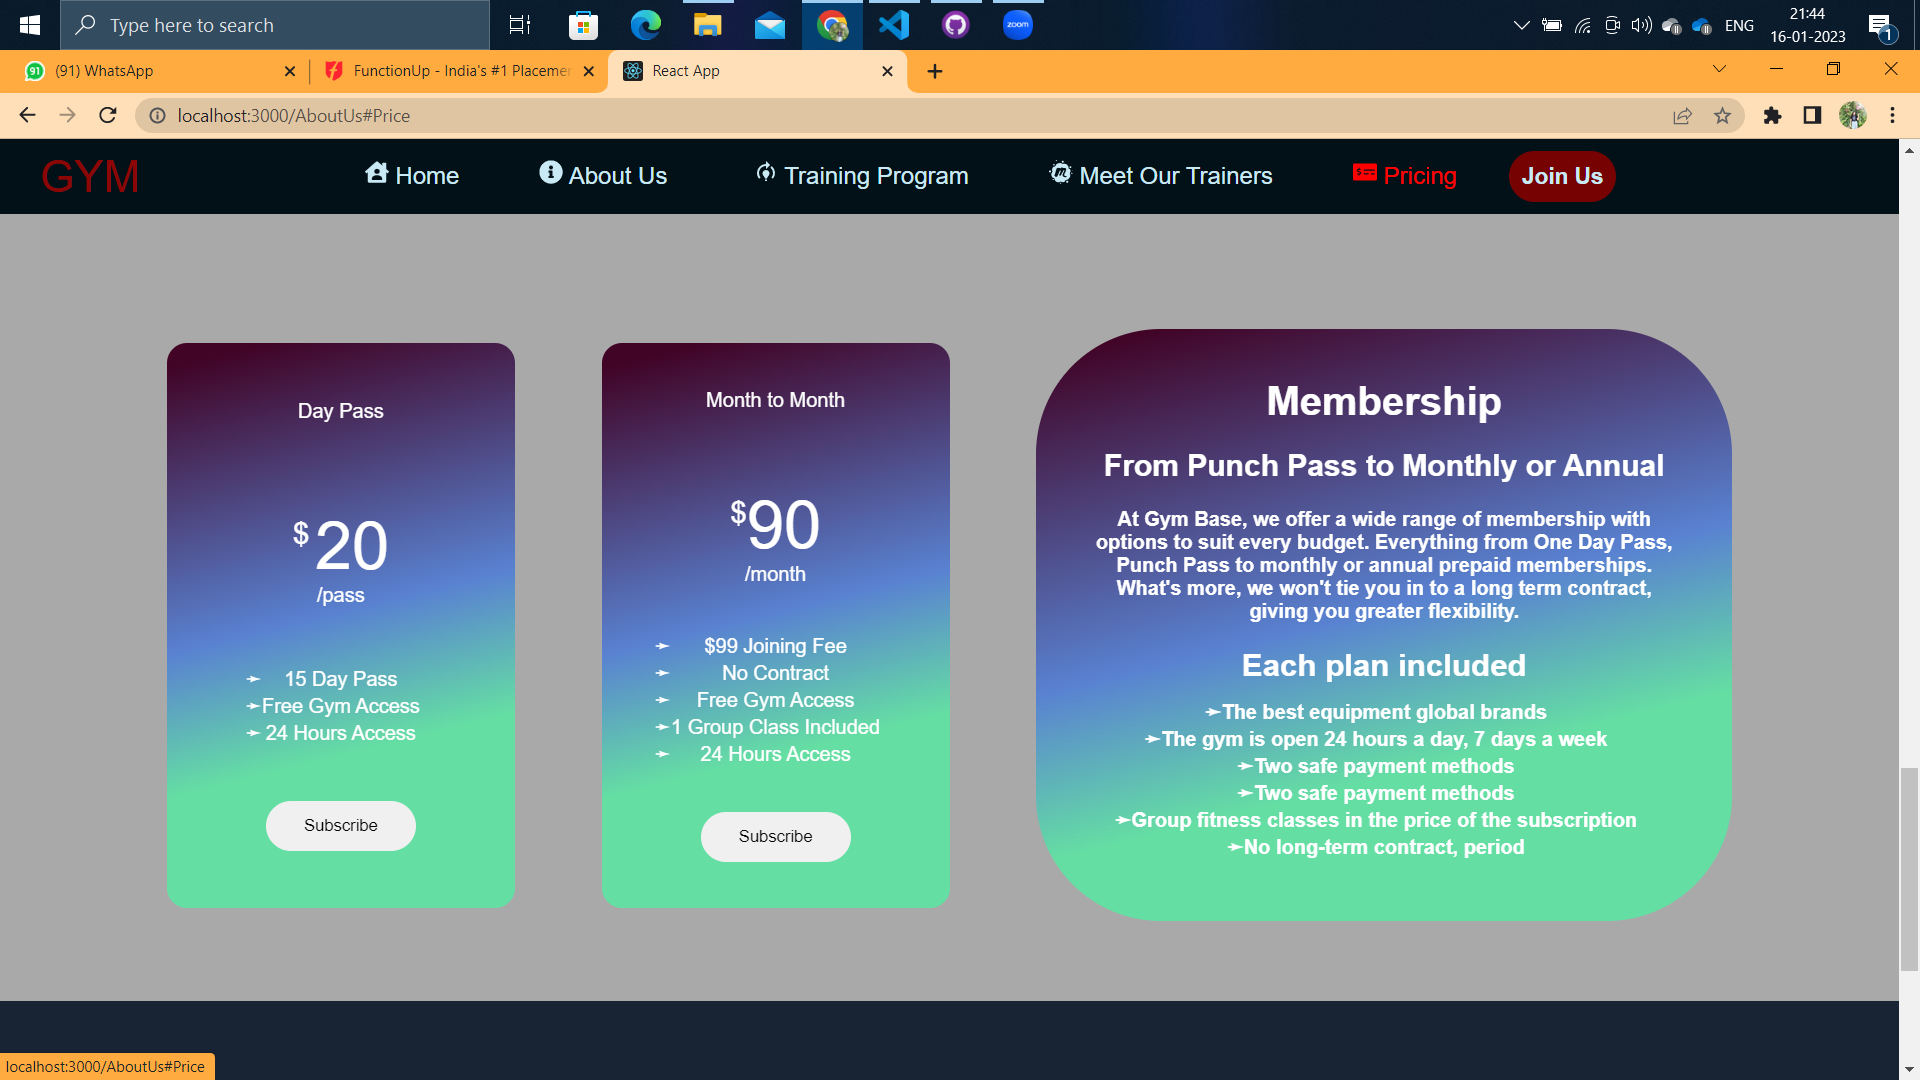 Type here to search
zoom
ENG
21:44
16-01-2023
1
91
(91) WhatsApp
FunctionUp - India's #1 Placemen
React App
localhost:3000/AboutUs#Price
GYM
Home
About Us
Training Program
Meet Our Trainers
Pricing
Join Us
Day Pass
$20
/pass
15 Day Pass
Free Gym Access
24 Hours Access
Subscribe
Month to Month
$90
/month
$99 Joining Fee
No Contract
Free Gym Access
1 Group Class Included
24 Hours Access
Subscribe
Membership
From Punch Pass to Monthly or Annual
At Gym Base, we offer a wide range of membership with
options to suit every budget. Everything from One Day Pass,
Punch Pass to monthly or annual prepaid memberships.
What's more, we won't tie you in to a long term contract,
giving you greater flexibility.
Each plan included
The best equipment global brands
The gym is open 24 hours a day, 7 days a week
Two safe payment methods
Two safe payment methods
Group fitness classes in the price of the subscription
No long-term contract, period
localhost:3000/AboutUs#Price